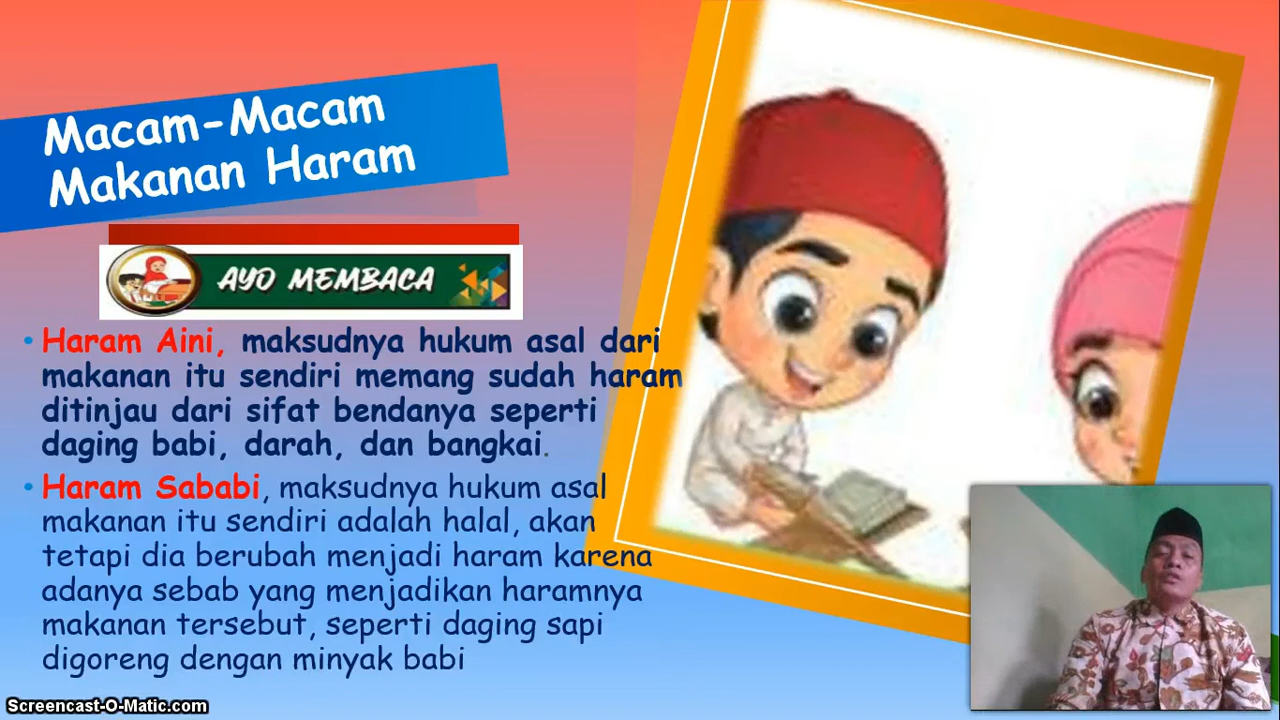 Macam-Macam
Makanan Haram
AYO MEMBACA
• Haram Aini, maksudnya hukum asal dari
makanan itu sendiri memang sudah haram
ditinjau dari sifat bendanya seperti
daging babi, darah, dan bangkai.
• Haram Sababi, maksudnya hukum asal
makanan itu sendiri adalah halal, akan
tetapi dia berubah menjadi haram karena
adanya sebab yang menjadikan haramnya
makanan tersebut, seperti daging sapi
digoreng dengan minyak babi
Screencast-O-Matic.com